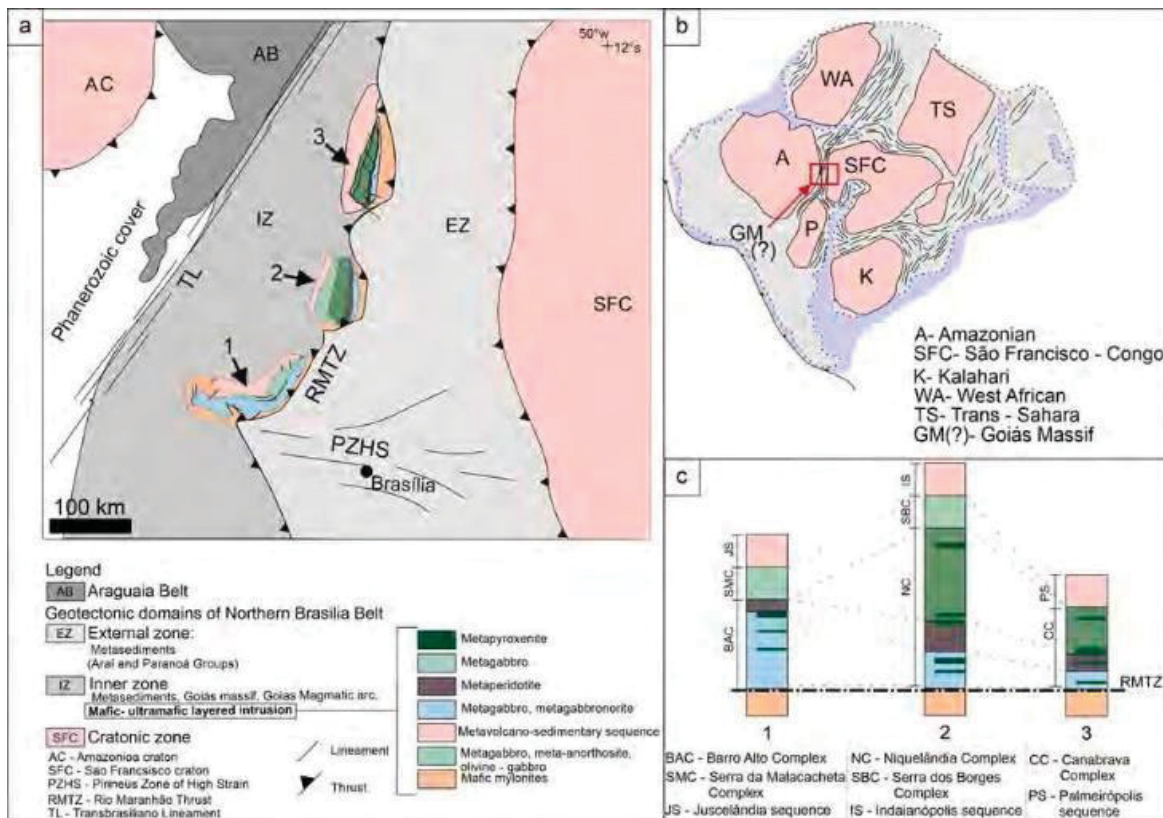 a
50°w
12°s
AC
AB
3
IZ
EZ
Phanerozoic cover
TL
2
SFC
1
RMTZ
PZHS
Brasília
100 km
Legend
AB Araguaia Belt
Geotectonic domains of Northern Brasilia Belt
EZ External zone:
Metasediments
(Arai and Paranoá Groups)
IZ Inner zone
Metasediments, Goiás massif, Goias Magmatic arc.
Mafic- ultramafic layered intrusion
SFC Cratonic zone
AC - Amazonioa craton
SFC - Sao Francsisco craton
PZHS - Pirineus Zone of High Strain
RMTZ - Rio Maranhão Thrust
TL - Transbrasiliano Lineament
Lineament
Thrust
Metapyroxenite
Metagabbro
Metaperidotite
Metagabbro, metagabbronorite
Metavolcano-sedimentary sequence
Metagabbro, meta-anorthosite,
olivine - gabbro
Mafic mylonites
b
WA
TS
A
SFC
GM
(?)
P
K
A- Amazonian
SFC- São Francisco - Congo
K- Kalahari
WA- West African
TS- Trans - Sahara
GM(?)- Goiás Massif
c
JS
SMC
BAC
IS
SBC
NC
PS
CC
RMTZ
1
2
3
BAC - Barro Alto Complex
SMC - Serra da Malacacheta
Complex
JS - Juscelândia sequence
NC - Niquelândia Complex
SBC - Serra dos Borges
Complex
IS - Indaianópolis sequence
CC - Canabrava
Complex
PS - Palmeirópolis
sequence